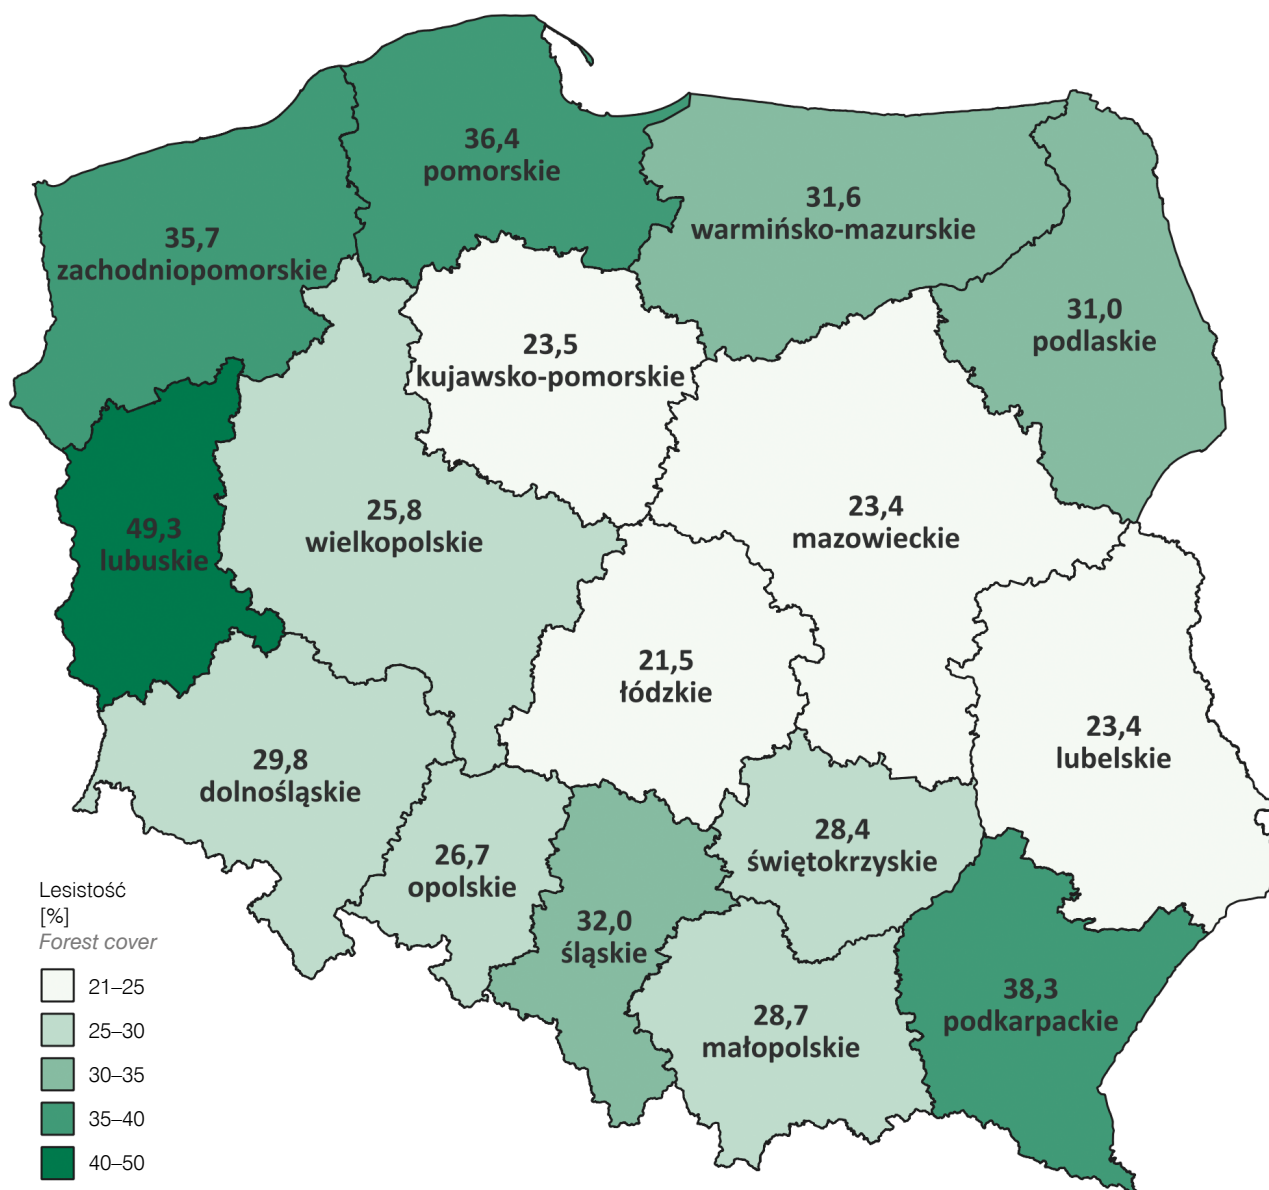 36,4
pomorskie
31,6
warmińsko-mazurskie
35,7
zachodniopomorskie
31,0
podlaskie
23,5
kujawsko-pomorskie
25,8
wielkopolskie
23,4
mazowieckie
49,3
lubuskie
21,5
łódzkie
23,4
lubelskie
29,8
dolnośląskie
28,4
świętokrzyskie
26,7
opolskie
32,0
śląskie
38,3
podkarpackie
28,7
małopolskie
Lesistość
[%]
Forest cover
21–25
25–30
30–35
35–40
40–50